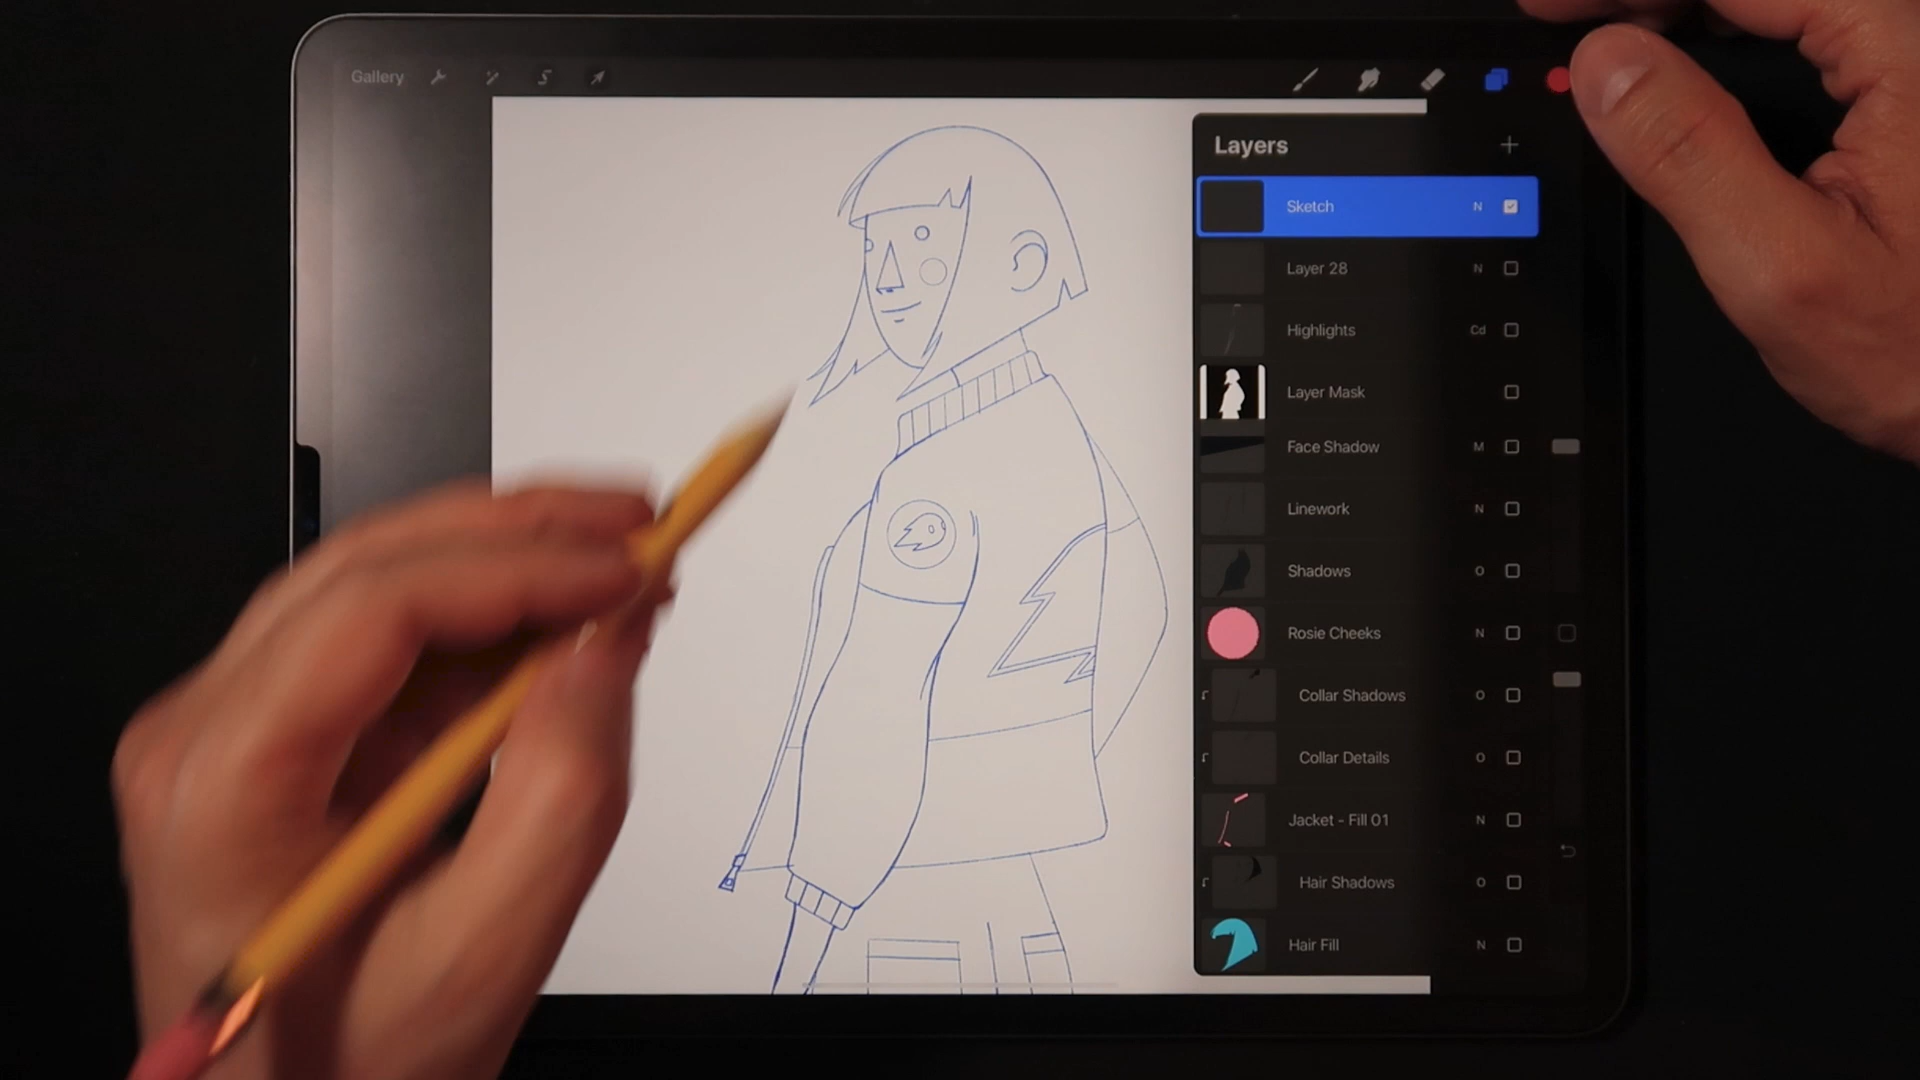 Gallery
Layers
Sketch N
Layer 28 N
Highlights Cd
Layer Mask
Face Shadow M
Linework N
Shadows O
Rosie Cheeks N
Collar Shadows O
Collar Details O
Jacket - Fill 01 N
Hair Shadows O
Hair Fill N